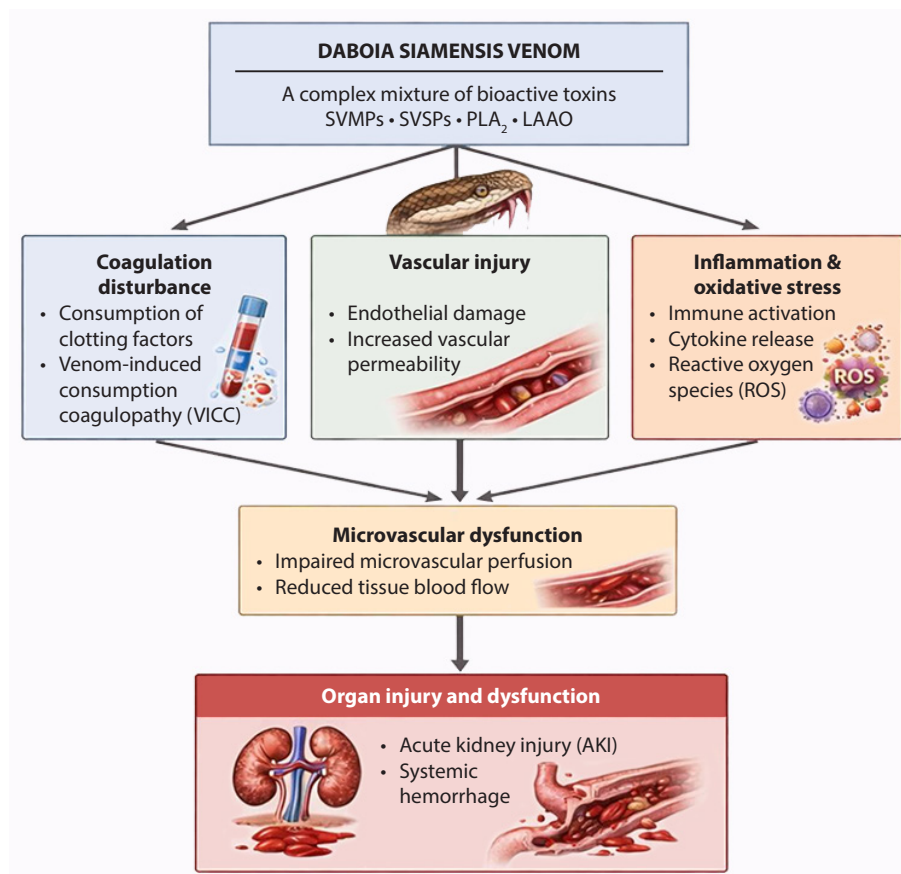 DABOIA SIAMENSIS VENOM
A complex mixture of bioactive toxins
SVMPs • SVSPs • PLA₂ • LAAO
Coagulation
disturbance
• Consumption of
clotting factors
• Venom-induced
consumption
coagulopathy (VICC)
Vascular injury
• Endothelial damage
• Increased vascular
permeability
Inflammation &
oxidative stress
• Immune activation
• Cytokine release
• Reactive oxygen
species (ROS)
ROS
Microvascular dysfunction
• Impaired microvascular perfusion
• Reduced tissue blood flow
Organ injury and dysfunction
• Acute kidney injury (AKI)
• Systemic
hemorrhage